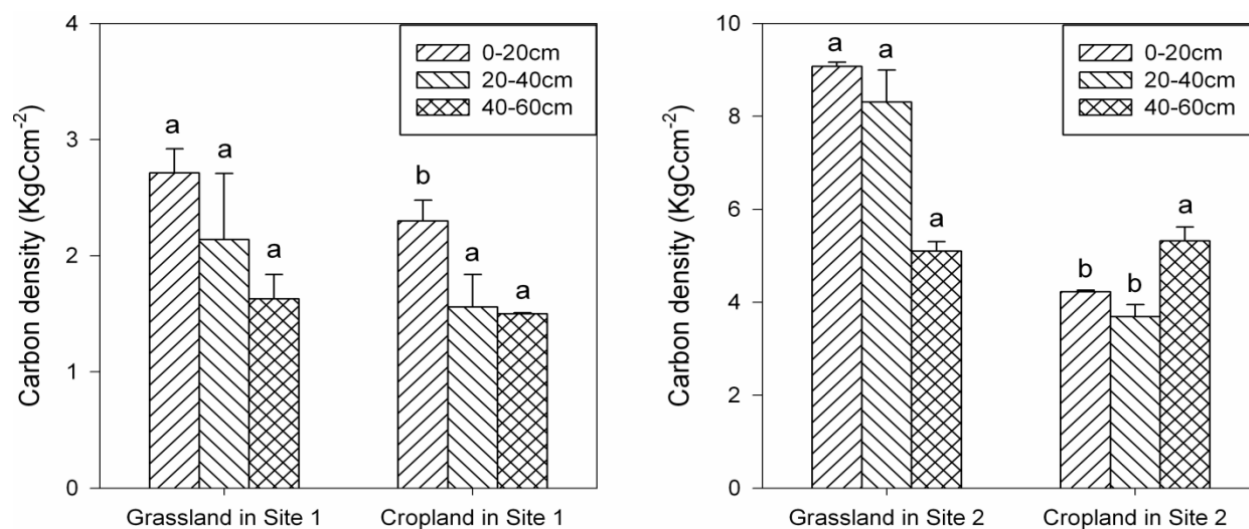 Carbon density (KgCcm⁻²)
4
3
2
1
0
0-20cm
20-40cm
40-60cm
a
a
a
b
a
a
Grassland in Site 1
Cropland in Site 1
Carbon density (KgCcm⁻²)
10
8
6
4
2
0
0-20cm
20-40cm
40-60cm
a
a
a
b
b
a
Grassland in Site 2
Cropland in Site 2